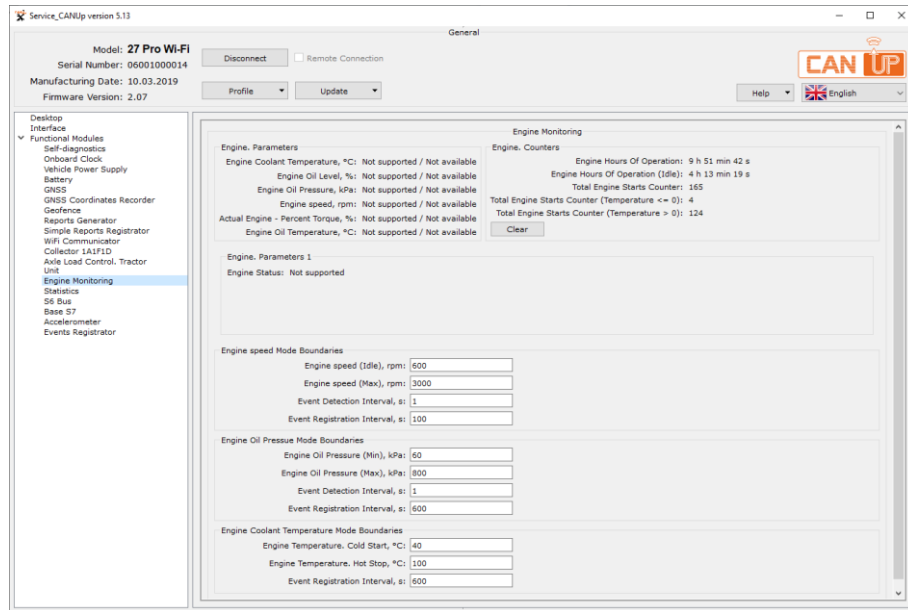 Service_CANUp version 5.13
General
Model: 27 Pro Wi-Fi
Serial Number: 06001000014
Manufacturing Date: 10.03.2019
Firmware Version: 2.07
Disconnect
Remote Connection
Profile
Update
CAN UP
Help
English
Desktop
Interface
Functional Modules
Self-diagnostics
Onboard Clock
Vehicle Power Supply
Battery
GNSS
GNSS Coordinates Recorder
Geofence
Reports Generator
Simple Reports Registrator
WiFi Communicator
Collector 1A1F1D
Axle Load Control. Tractor
Unit
Engine Monitoring
Statistics
S6 Bus
Base S7
Accelerometer
Events Registrator
Engine Monitoring
Engine. Parameters
Engine Coolant Temperature, °C: Not supported / Not available
Engine Oil Level, %: Not supported / Not available
Engine Oil Pressure, kPa: Not supported / Not available
Engine speed, rpm: Not supported / Not available
Actual Engine - Percent Torque, %: Not supported / Not available
Engine Oil Temperature, °C: Not supported / Not available
Engine. Counters
Engine Hours Of Operation: 9 h 51 min 42 s
Engine Hours Of Operation (Idle): 4 h 13 min 19 s
Total Engine Starts Counter: 165
Total Engine Starts Counter (Temperature <= 0): 4
Total Engine Starts Counter (Temperature > 0): 124
Clear
Engine. Parameters 1
Engine Status: Not supported
Engine speed Mode Boundaries
Engine speed (Idle), rpm: 600
Engine speed (Max), rpm: 3000
Event Detection Interval, s: 1
Event Registration Interval, s: 100
Engine Oil Pressue Mode Boundaries
Engine Oil Pressure (Min), kPa: 60
Engine Oil Pressure (Max), kPa: 800
Event Detection Interval, s: 1
Event Registration Interval, s: 600
Engine Coolant Temperature Mode Boundaries
Engine Temperature. Cold Start, °C: 40
Engine Temperature. Hot Stop, °C: 100
Event Registration Interval, s: 600